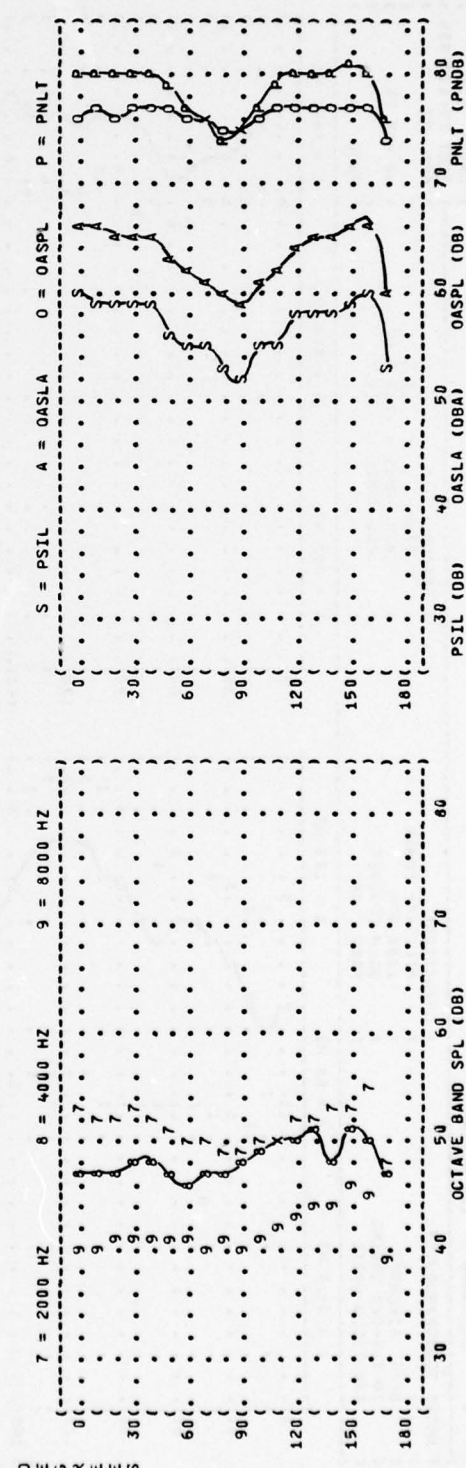 7 = 2000 HZ 8 = 4000 HZ 9 = 8000 HZ
0
30
60
90
120
150
180
30 40 50 60 70 80
OCTAVE BAND SPL (DB)
S = PSIL A = OASLA O = OASPL P = PNLT
0
30
60
90
120
150
180
30 40 50 60 70 80
PSIL (DB) OASLA (DBA) OASPL (DB) PNLT (PNDB)